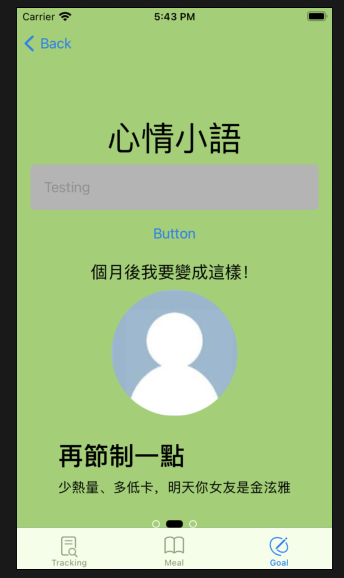 Carrier 5:43 PM
Back
心情小語
Testing
Button
個月後我要變成這樣！
再節制一點
少熱量、多低卡，明天你女友是金泫雅
Tracking Meal Goal